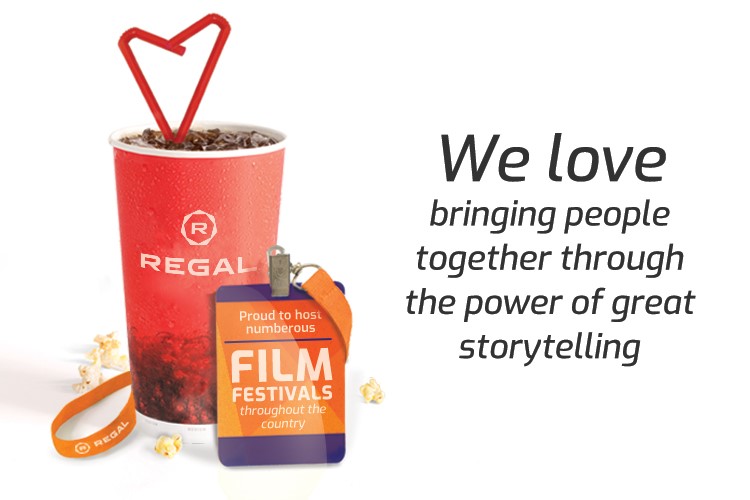 R
REGAL
Proud to host
numberous
FILM
FESTIVALS
throughout the
country
R REGAL
We love
bringing people
together through
the power of great
storytelling